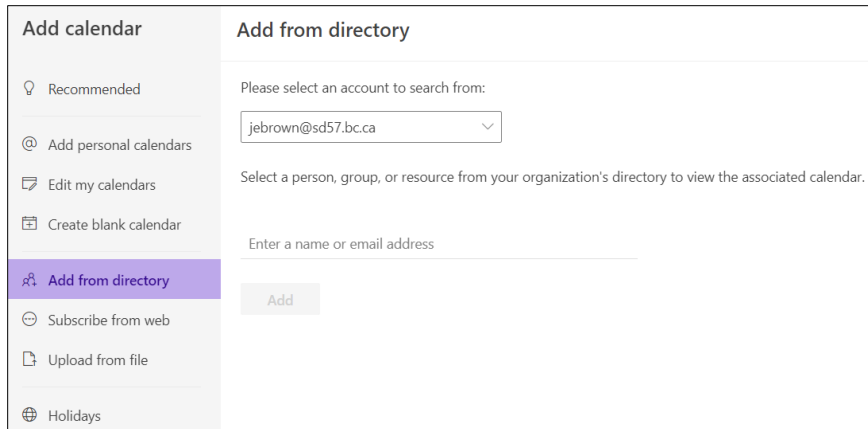 Add calendar
Recommended
Add personal calendars
Edit my calendars
Create blank calendar
Add from directory
Subscribe from web
Upload from file
Holidays
Add from directory
Please select an account to search from:
jebrown@sd57.bc.ca
Select a person, group, or resource from your organization's directory to view the associated calendar.
Enter a name or email address
Add